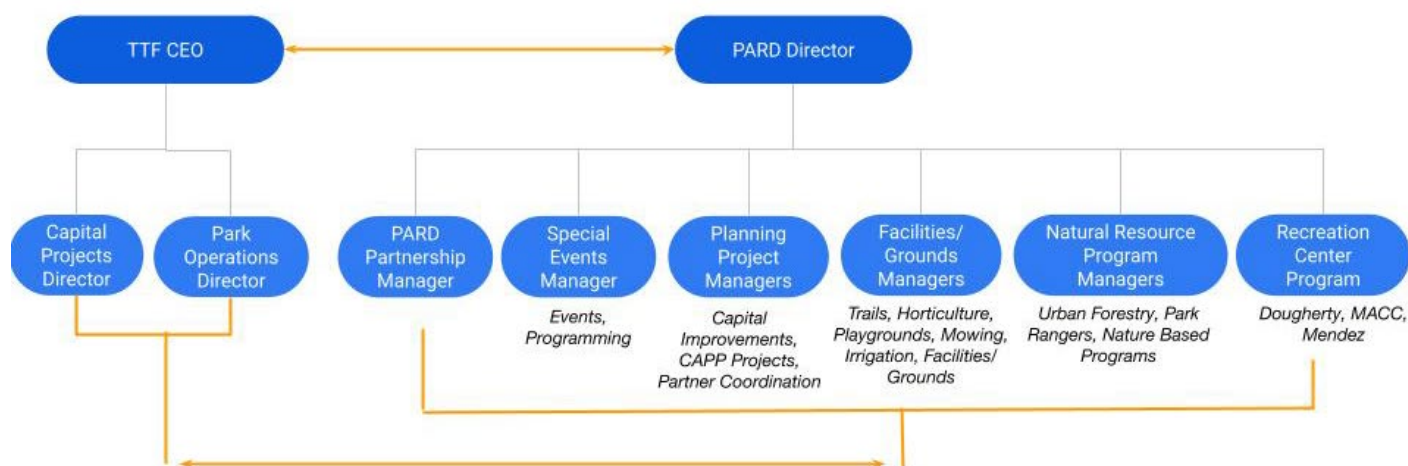 TTF CEO
PARD Director
Capital
Projects
Director
Park
Operations
Director
PARD
Partnership
Manager
Special
Events
Manager
Events,
Programming
Planning
Project
Managers
Capital
Improvements,
CAPP Projects,
Partner Coordination
Facilities/
Grounds
Managers
Trails, Horticulture,
Playgrounds, Mowing,
Irrigation, Facilities/
Grounds
Natural Resource
Program
Managers
Urban Forestry, Park
Rangers, Nature Based
Programs
Recreation
Center
Program
Dougherty, MACC,
Mendez